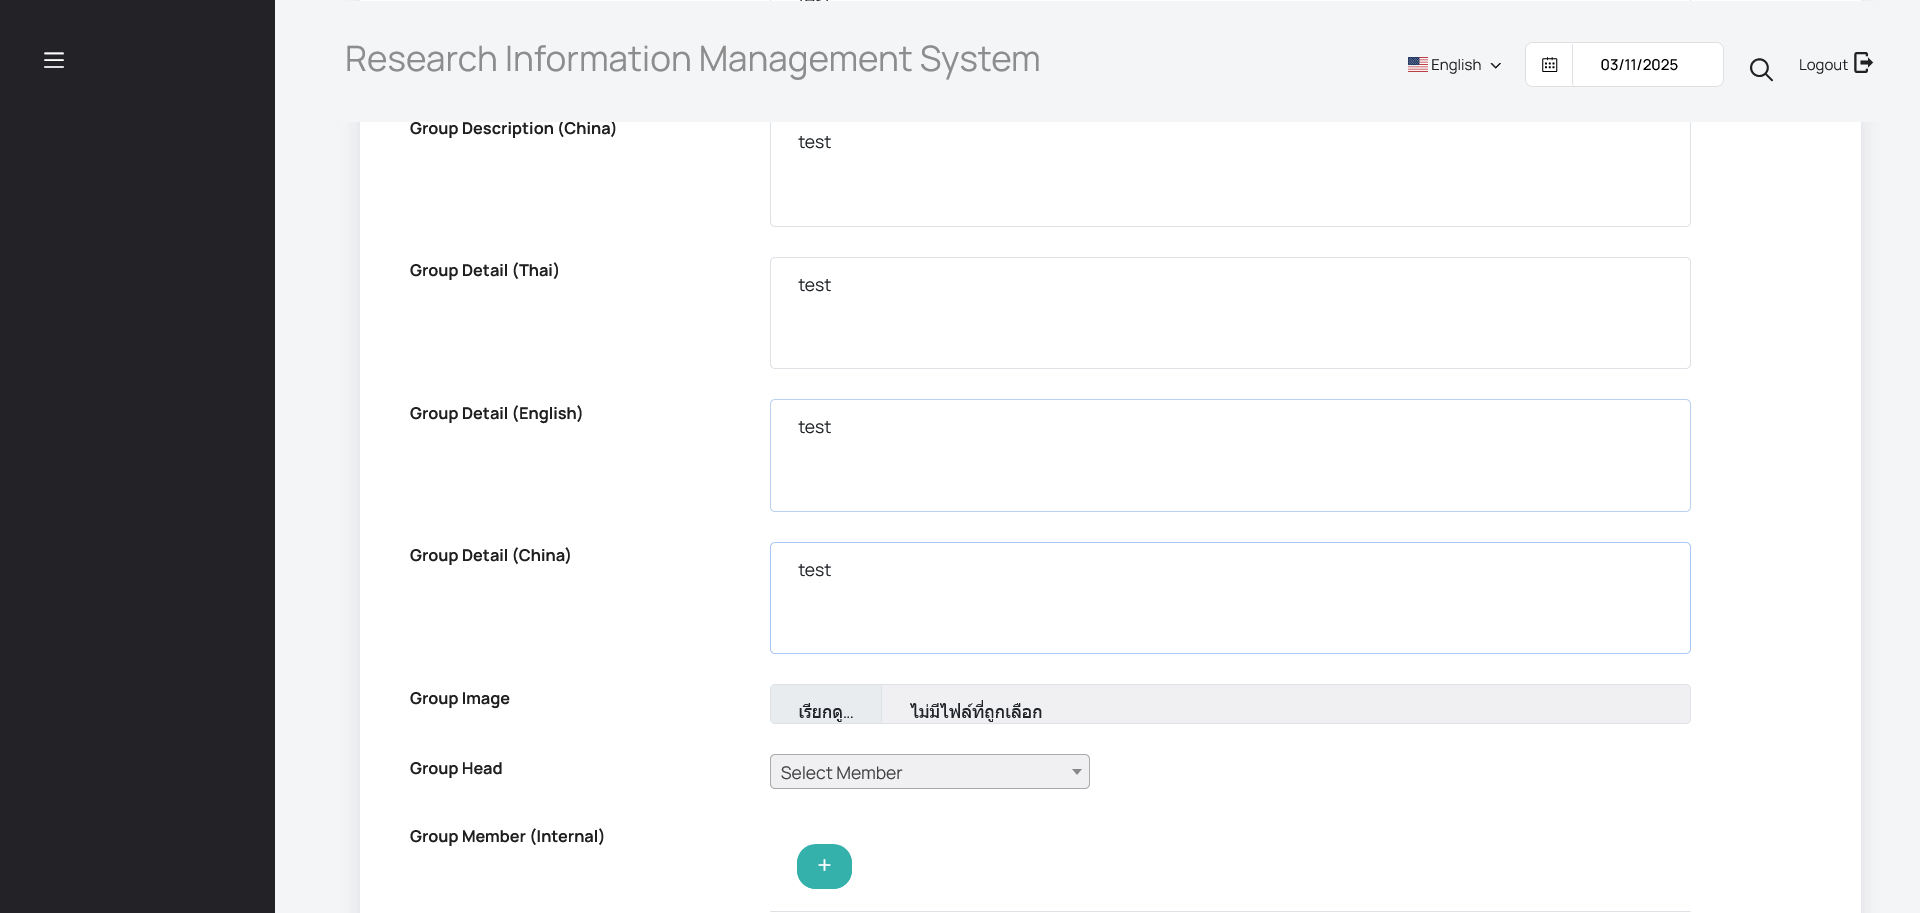 Research Information Management System
English
03/11/2025
Logout
Group Description (China)
test
Group Detail (Thai)
test
Group Detail (English)
test
Group Detail (China)
test
Group Image
เรียกดู...
ไม่มีไฟล์ที่ถูกเลือก
Group Head
Select Member
Group Member (Internal)
+